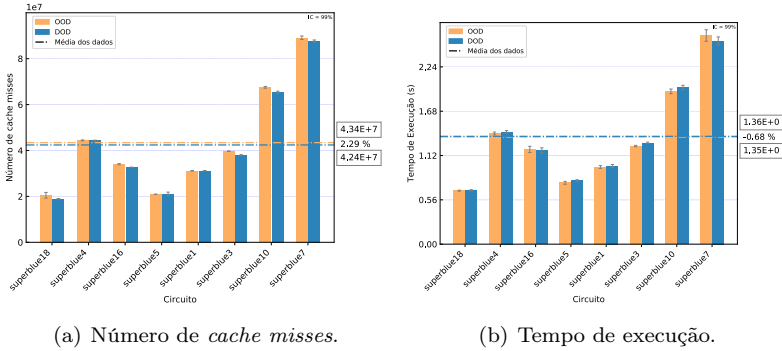 1e7
IC = 99%
OOD
DOD
Média dos dados
8
6
4
2
0
Número de cache misses
4,34E+7
2.29 %
4,24E+7
superblue18
superblue4
superblue16
superblue5
superblue1
superblue3
superblue10
superblue7
Circuito
(a) Número de cache misses.
IC = 99%
OOD
DOD
Média dos dados
2,24
1,68
1,12
0,56
0,00
Tempo de Execução (s)
1,36E+0
-0.68 %
1,35E+0
superblue18
superblue4
superblue16
superblue5
superblue1
superblue3
superblue10
superblue7
Circuito
(b) Tempo de execução.